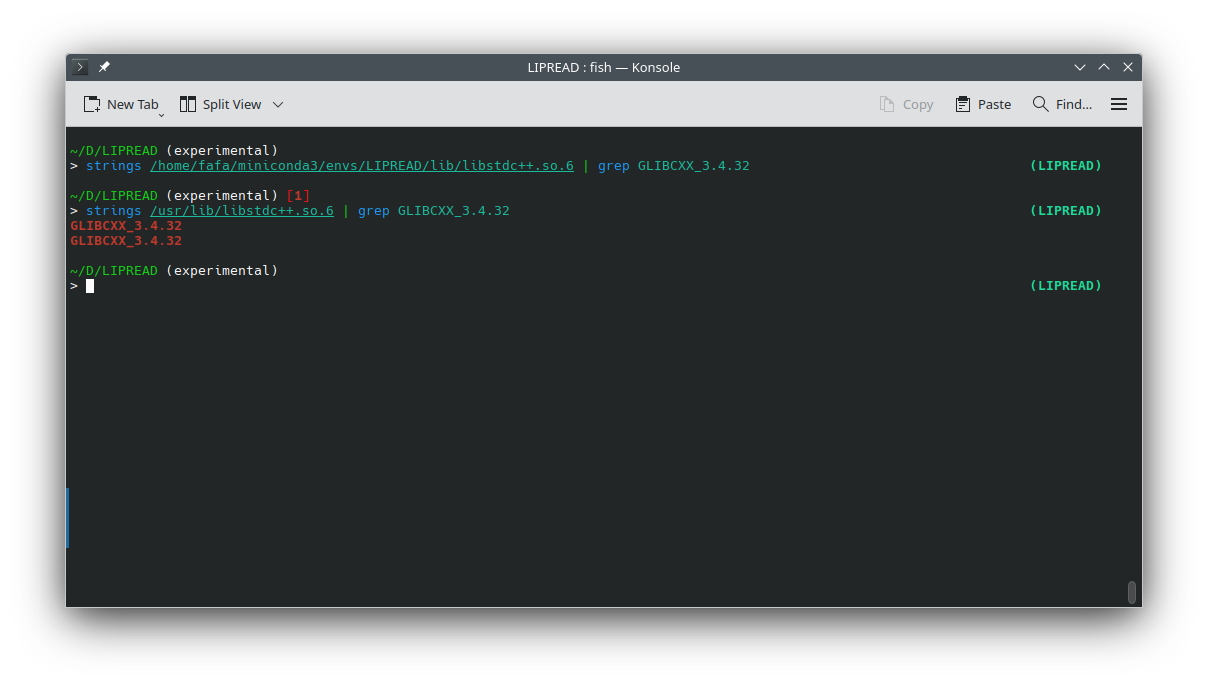 LIPREAD : fish — Konsole
New Tab Split View Copy Paste Find...
~/D/LIPREAD (experimental)
> strings /home/fafa/miniconda3/envs/LIPREAD/lib/libstdc++.so.6 | grep GLIBCXX_3.4.32 (LIPREAD)
~/D/LIPREAD (experimental) [1]
> strings /usr/lib/libstdc++.so.6 | grep GLIBCXX_3.4.32 (LIPREAD)
GLIBCXX_3.4.32
GLIBCXX_3.4.32
~/D/LIPREAD (experimental)
> (LIPREAD)